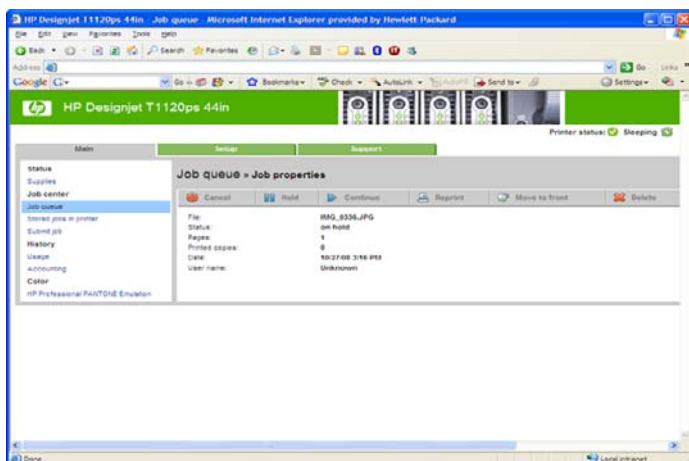 HP Designjet T1120ps 44in - Job queue - Microsoft Internet Explorer provided by Hewlett-Packard
File Edit View Favorites Tools Help
Back Search Favorites
Address Go Links
Google G Go Bookmarks Check AutoLink AutoFill Send to Settings
hp HP Designjet T1120ps 44in
Printer status: Sleeping
Main Setup Support
Status
Supplies
Job center
Job queue
Stored jobs in printer
Submit job
History
Usage
Accounting
Color
HP Professional PANTONE Emulation
Job queue » Job properties
Cancel Hold Continue Reprint Move to front Delete
File: IMG_0336.JPG
Status: on hold
Pages: 1
Printed copies: 0
Date: 10/27/08 3:16 PM
User name: Unknown
Done Local intranet